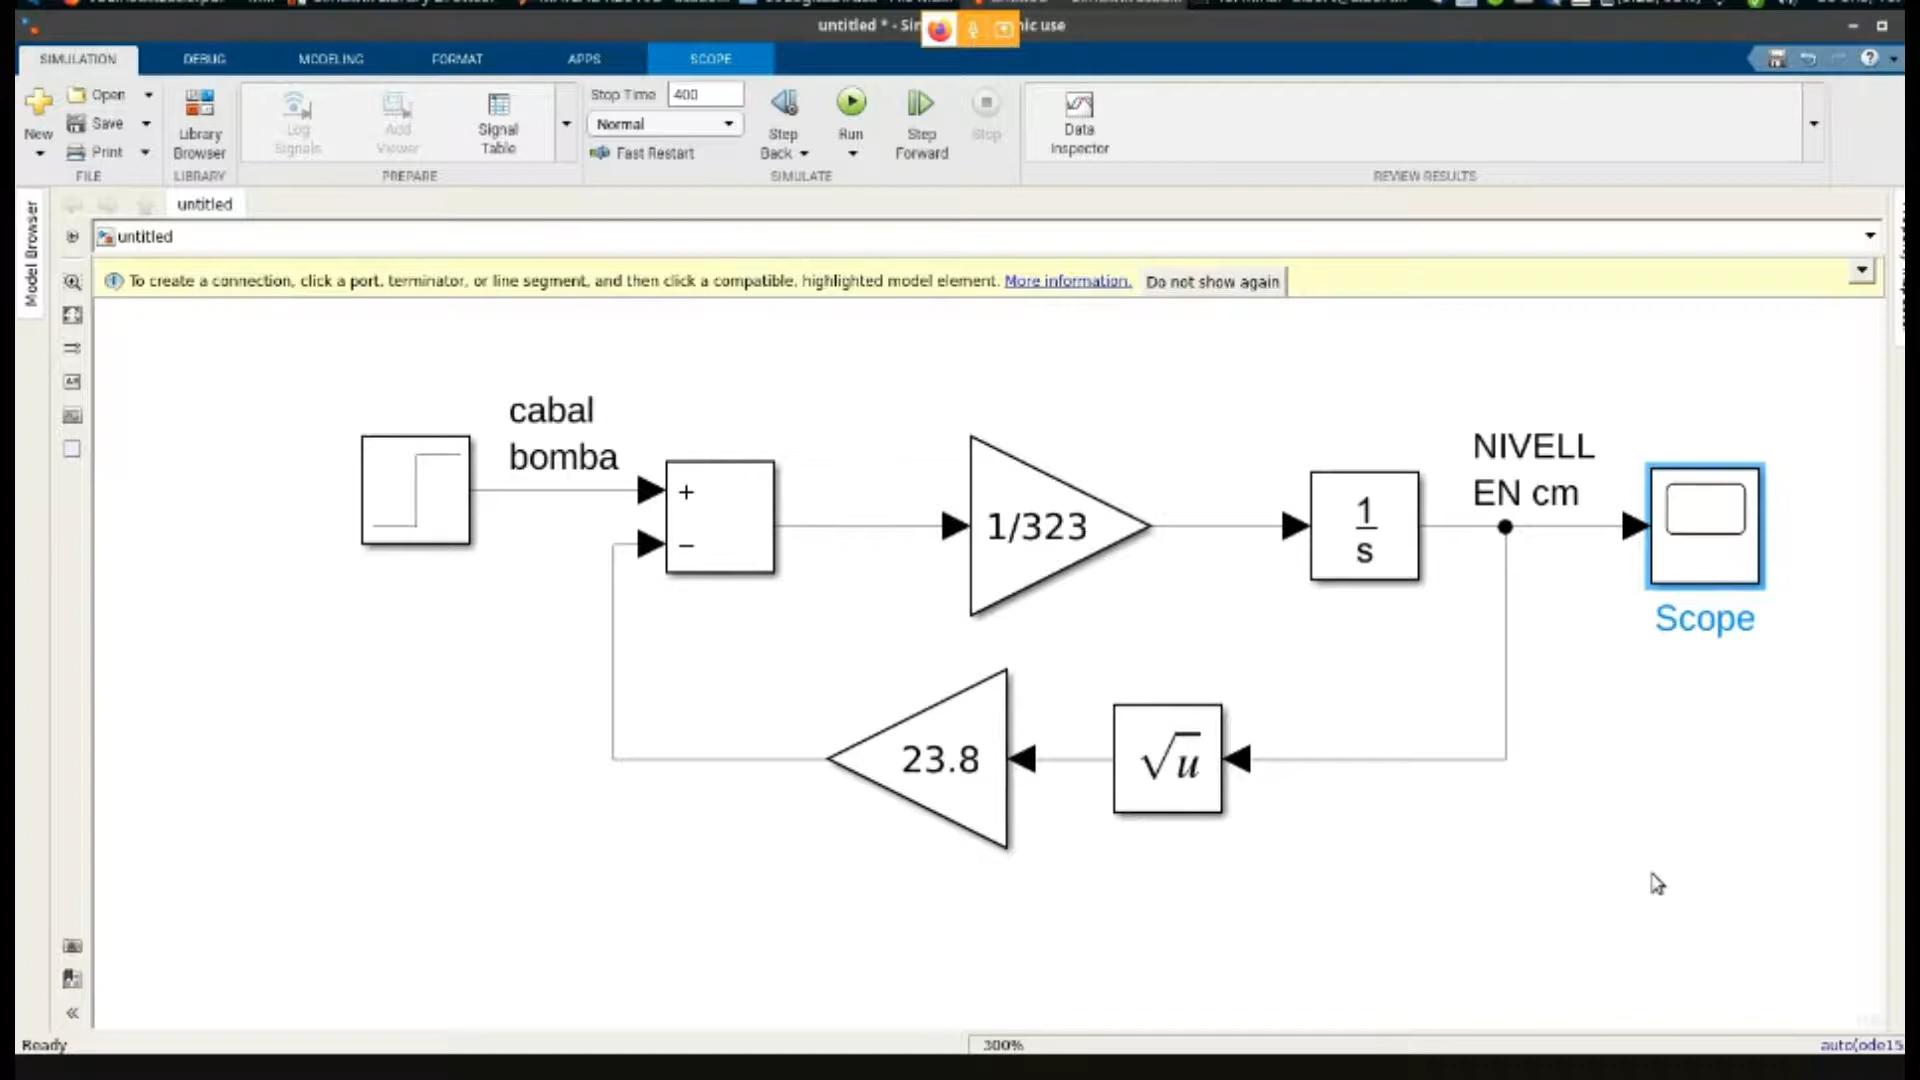 untitled * - Sim
nic use
SIMULATION
DEBUG
MODELING
FORMAT
APPS
SCOPE
New
Open
Save
Print
FILE
Library
Browser
LIBRARY
Log
Signals
Add
Viewer
Signal
Table
PREPARE
Stop Time 400
Normal
Fast Restart
Step
Back
Run
Step
Forward
Stop
SIMULATE
Data
Inspector
REVIEW RESULTS
Model Browser
untitled
untitled
To create a connection, click a port, terminator, or line segment, and then click a compatible, highlighted model element. More information.
Do not show again
cabal
bomba
+
−
1/323
1
s
NIVELL
EN cm
Scope
23.8
√u
Ready
300%
auto(ode15